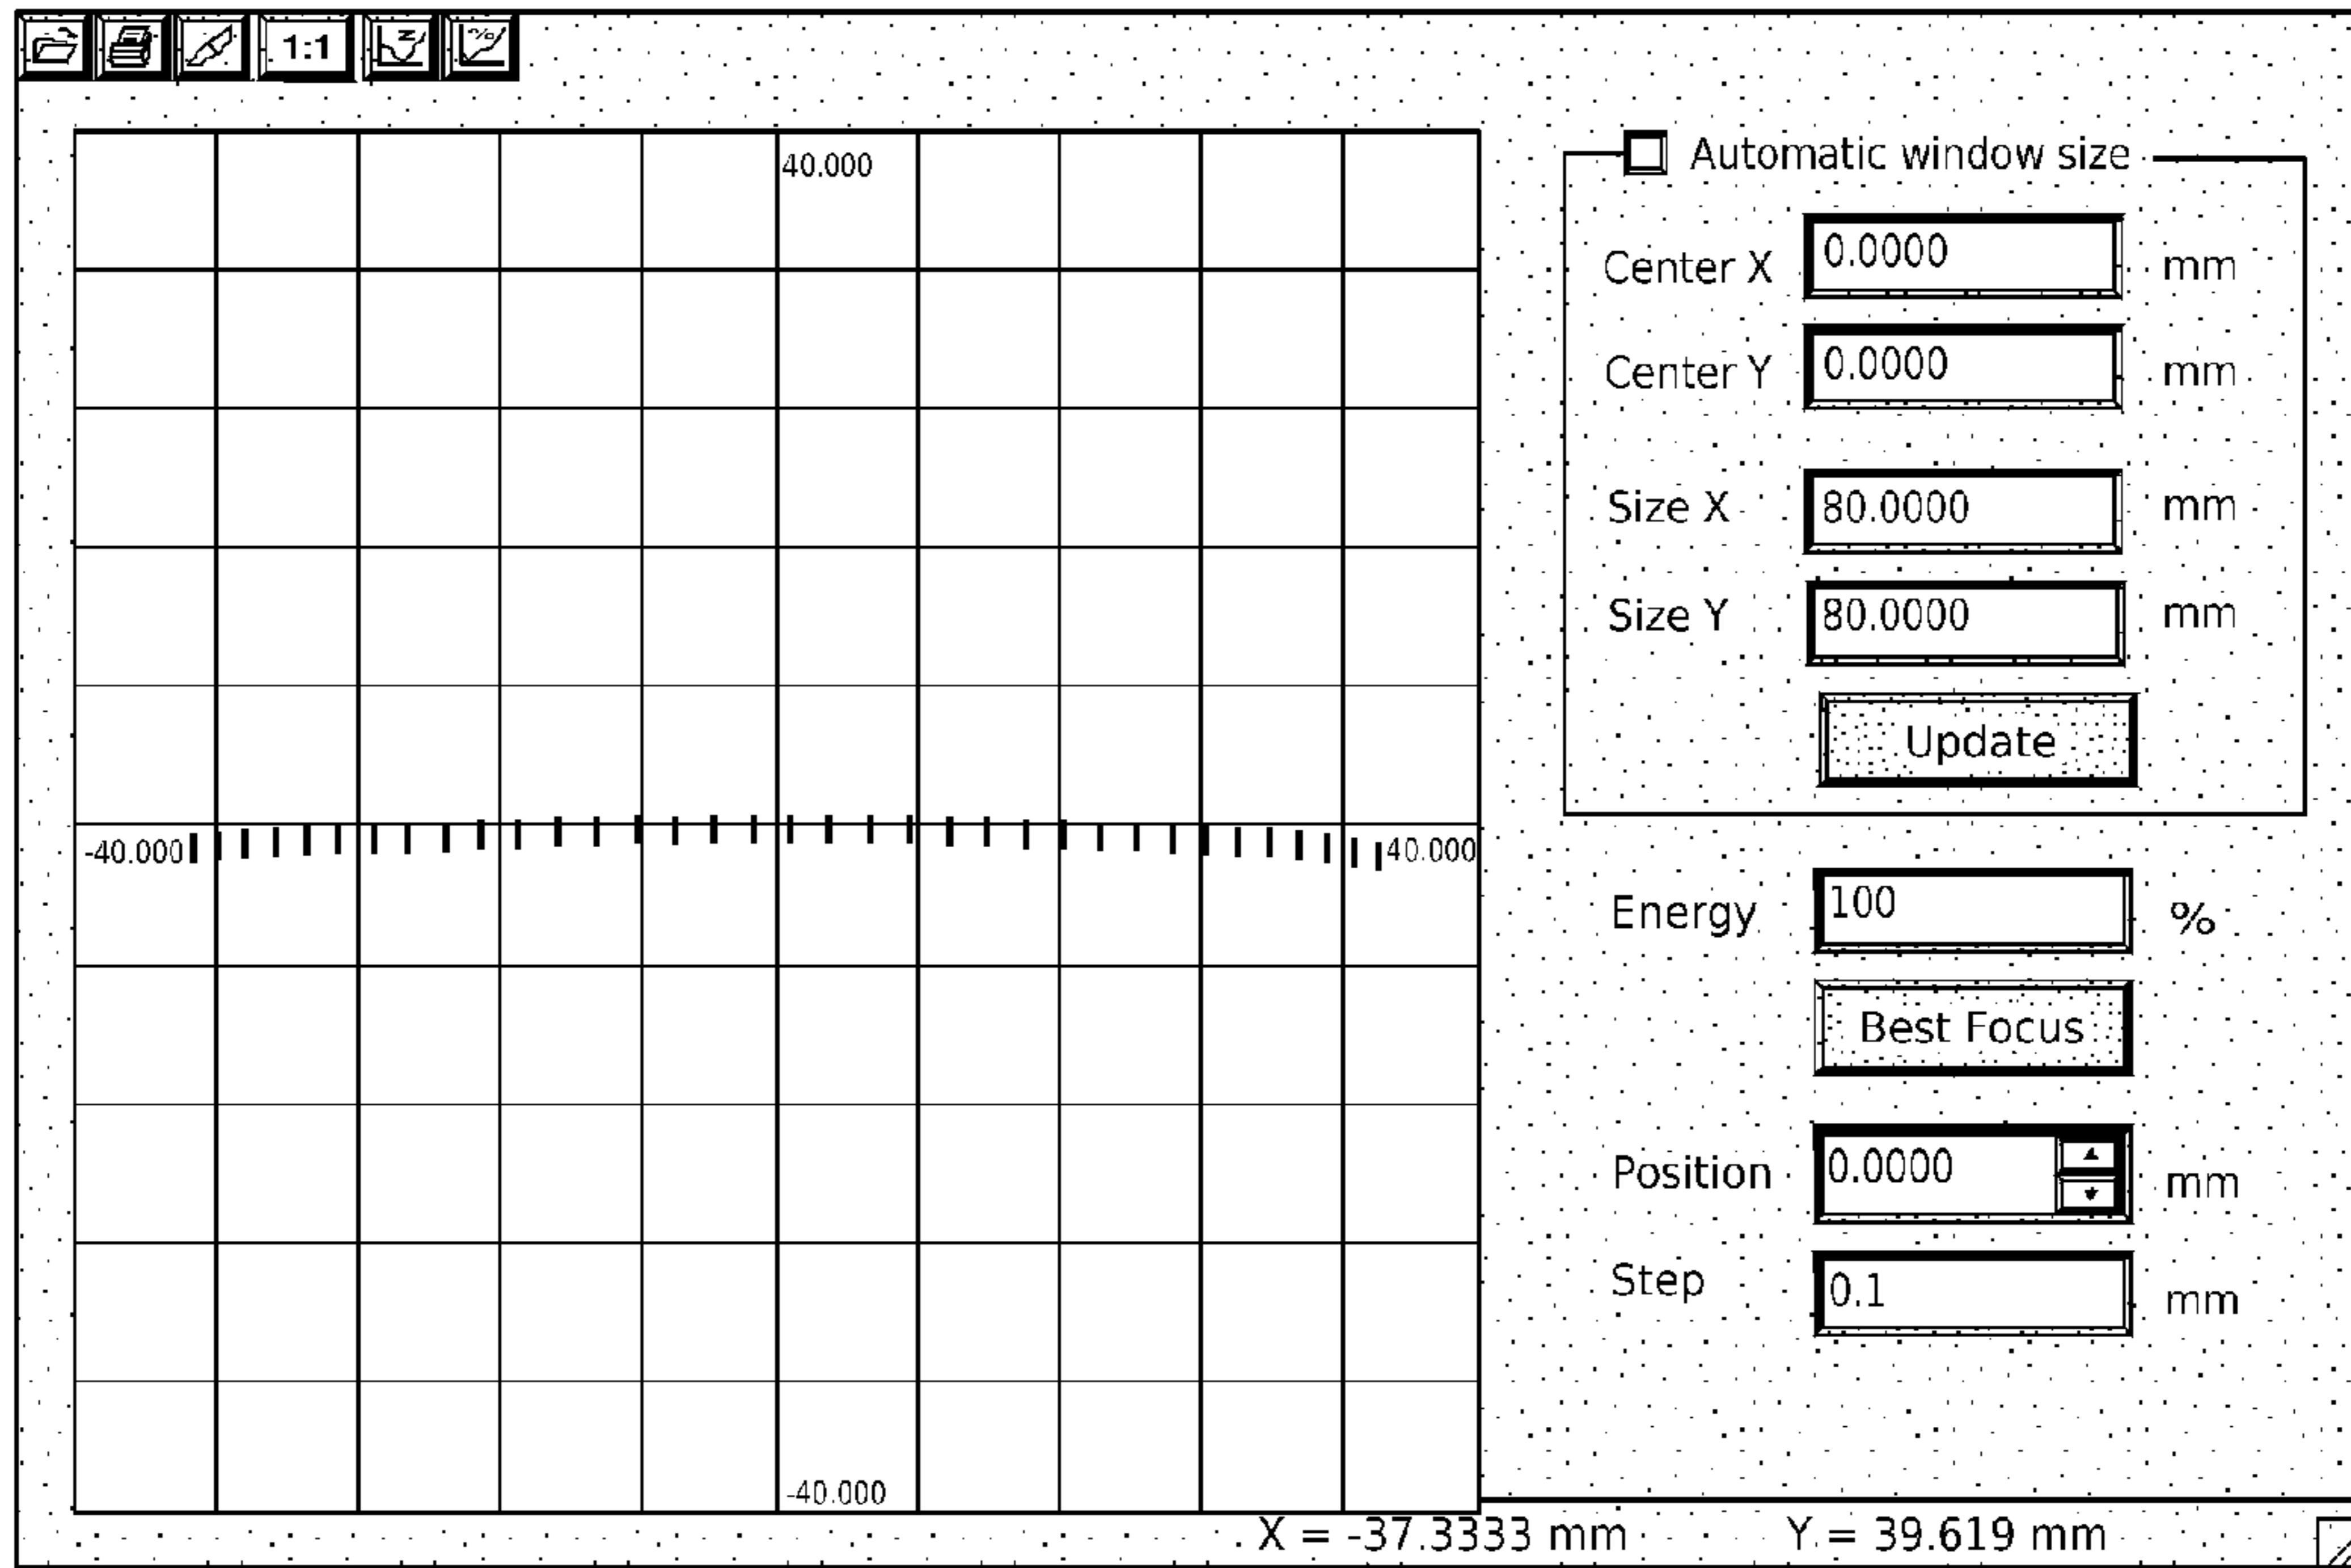 1:1
N
%
40.000
-40.000
40.000
-40.000
Automatic window size
Center X 0.0000 mm
Center Y 0.0000 mm
Size X 80.0000 mm
Size Y 80.0000 mm
Update
Energy 100 %
Best Focus
Position 0.0000 mm
Step 0.1 mm
X = -37.3333 mm Y = 39.619 mm